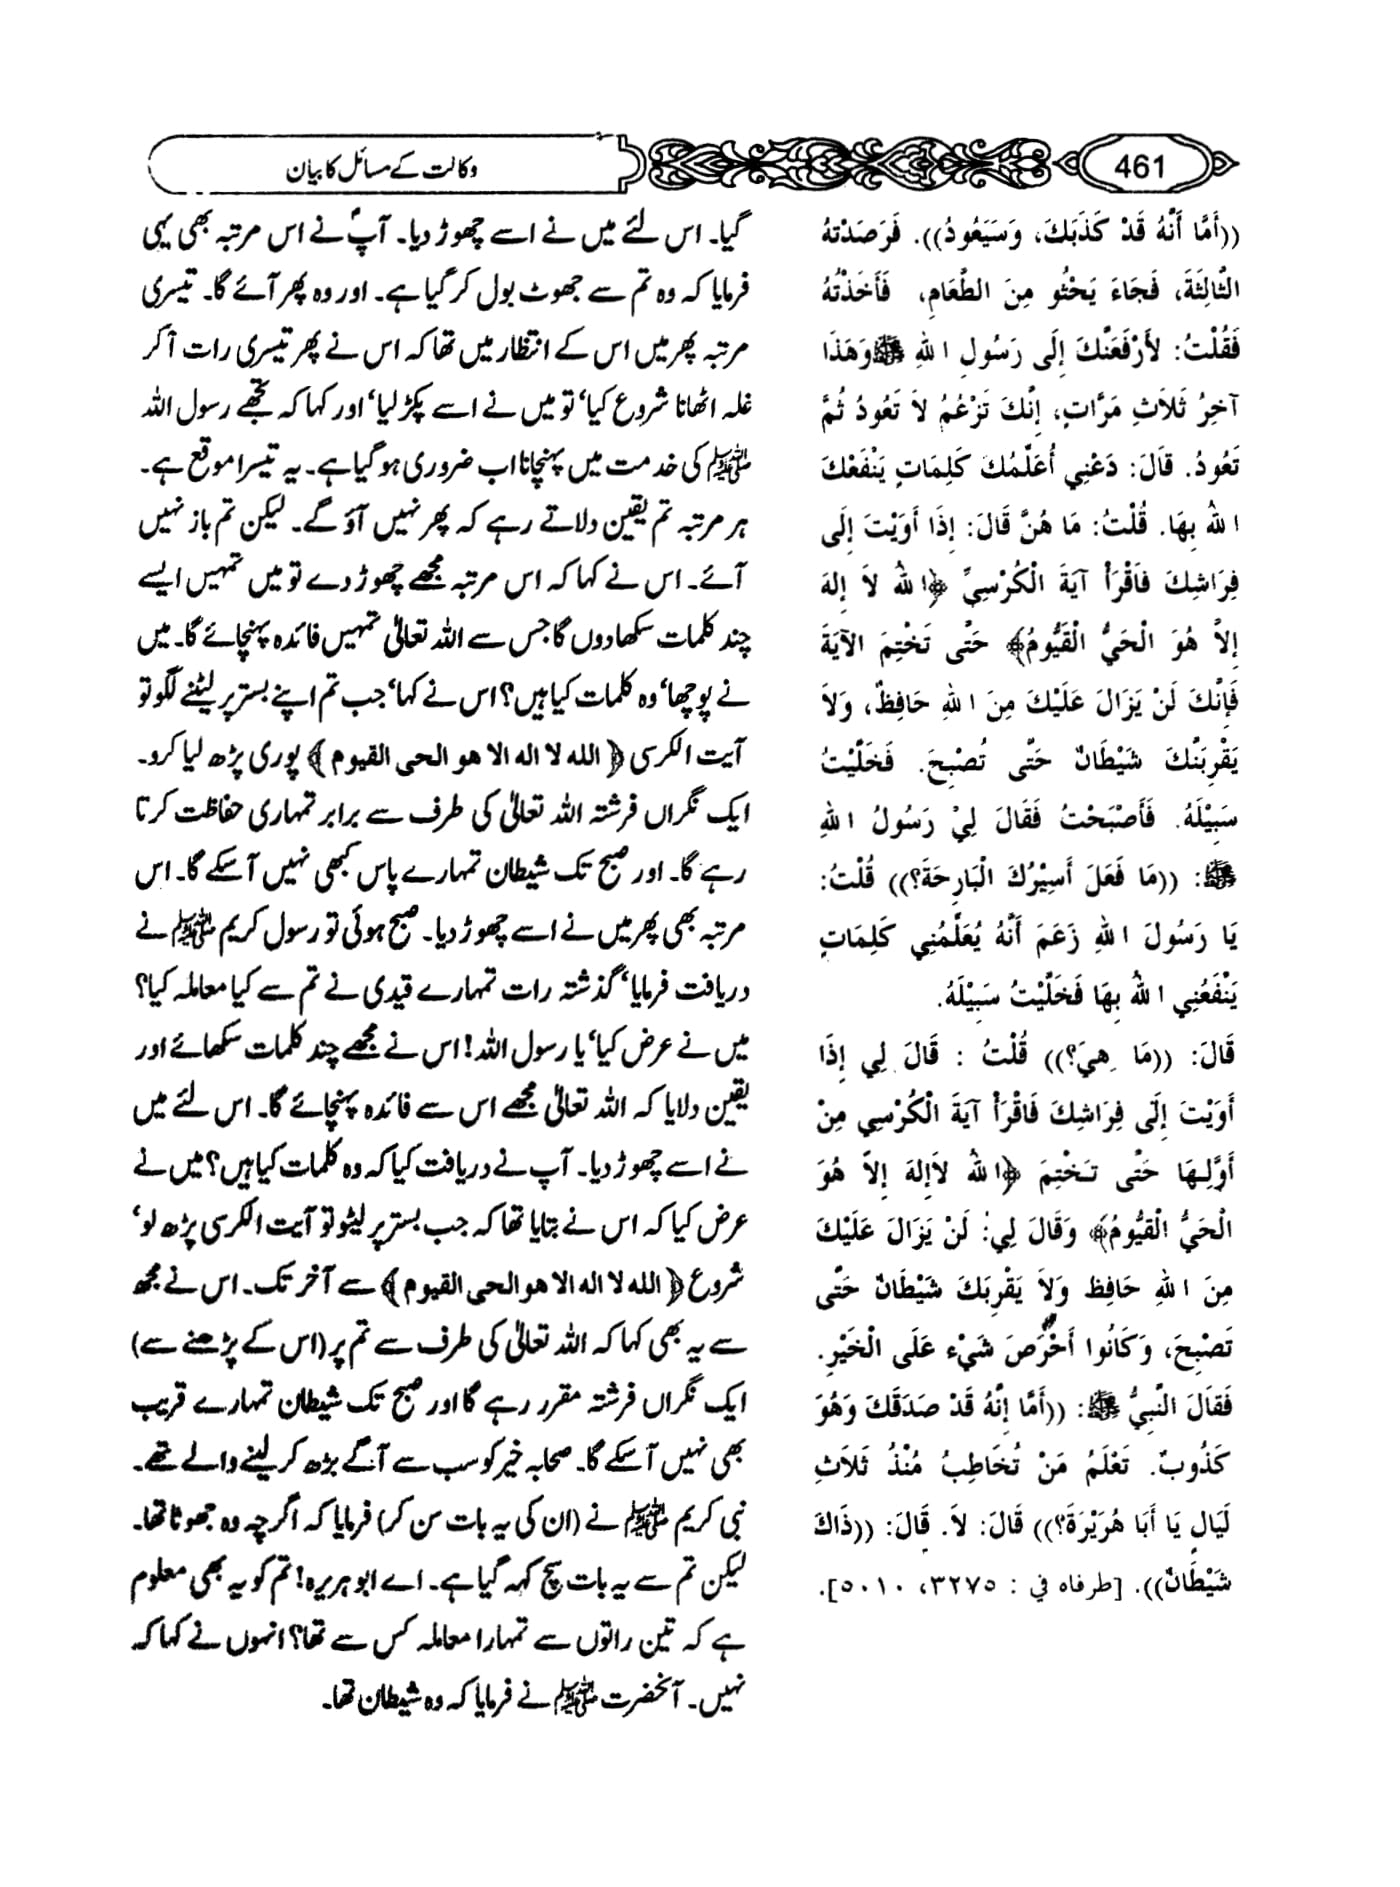 461
وکالت کے مسائل کا بیان
((أَمَّا أَنَّهُ قَدْ كَذَبَكَ، وَسَيَعُودُ)). فَرَصَدْتهُ
الثَّالِثَةَ، فَجَاءَ يَحْثُو مِنَ الطَّعَامِ، فَأَخَذْتُهُ
فَقُلْتُ: لأَرْفَعَنَّكَ إِلَى رَسُولِ اللهِ ﷺ وَهَذَا
آخِرُ ثَلاَثِ مَرَّاتٍ، إِنَّكَ تَزْعُمُ لاَ تَعُودُ ثُمَّ
تَعُودُ. قَالَ: دَعْنِي أُعَلِّمُكَ كَلِمَاتٍ يَنْفَعُكَ
اللهُ بِهَا. قُلْتُ: مَا هُنَّ قَالَ: إِذَا أَوَيْتَ إِلَى
فِرَاشِكَ فَاقْرَأْ آيَةَ الْكُرْسِيِّ ﴿اللهُ لاَ إِلهَ
إِلاَّ هُوَ الْحَيُّ الْقَيُّومُ﴾ حَتَّى تَخْتِمَ الآيَةَ
فَإِنَّكَ لَنْ يَزَالَ عَلَيْكَ مِنَ اللهِ حَافِظٌ، وَلاَ
يَقْرِبَنَّكَ شَيْطَانٌ حَتَّى تُصْبِحَ. فَخَلَّيْتُ
سَبِيْلَهُ. فَأَصْبَحْتُ فَقَالَ لِيْ رَسُولُ اللهِ
ﷺ: ((مَا فَعَلَ أَسِيْرُكَ الْبَارِحَةَ؟)) قُلْتُ:
يَا رَسُولَ اللهِ زَعَمَ أَنَّهُ يُعَلِّمُنِي كَلِمَاتٍ
يَنْفَعُنِي اللهُ بِهَا فَخَلَّيْتُ سَبِيْلَهُ.
قَالَ: ((مَا هِيَ؟)) قُلْتُ : قَالَ لِي إِذَا
أَوَيْتَ إِلَى فِرَاشِكَ فَاقْرَأْ آيَةَ الْكُرْسِي مِنْ
أَوَّلِهَا حَتَّى تَخْتِمَ ﴿اللهُ لاَإِلهَ إِلاَّ هُوَ
الْحَيُّ الْقَيُّومُ﴾ وَقَالَ لِي: لَنْ يَزَالَ عَلَيْكَ
مِنَ اللهِ حَافِظ وَلاَ يَقْرِبَكَ شَيْطَانٌ حَتَّى
تَصْبِحَ، وَكَانُوا أَحْرَصَ شَيْء عَلَى الْخَيْرِ.
فَقَالَ النَّبِيُّ ﷺ: ((أَمَّا إِنَّهُ قَدْ صَدَقَكَ وَهُوَ
كَذُوبٌ. تَعْلَمُ مَنْ تُخَاطِبُ مُنْذُ ثَلاَثِ
لَيَالٍ يَا أَبَا هُرَيْرَةَ؟)) قَالَ: لاَ. قَالَ: ((ذَاكَ
شَيْطَانٌ)). [طرفاه في : ٣٢٧٥، ٥٠١٠].
گیا۔ اس لئے میں نے اسے چھوڑ دیا۔ آپؐ نے اس مرتبہ بھی یہی
فرمایا کہ وہ تم سے جھوٹ بول کر گیا ہے۔ اور وہ پھر آئے گا۔ تیسری
مرتبہ پھر میں اس کے انتظار میں تھا کہ اس نے پھر تیسری رات آ کر
غلہ اٹھانا شروع کیا‘ تو میں نے اسے پکڑ لیا‘ اور کہا کہ تجھے رسول اللہ
ﷺ کی خدمت میں پہنچانا اب ضروری ہو گیا ہے۔ یہ تیسرا موقع ہے۔
ہر مرتبہ تم یقین دلاتے رہے کہ پھر نہیں آؤ گے۔ لیکن تم باز نہیں
آئے۔ اس نے کہا کہ اس مرتبہ مجھے چھوڑ دے تو میں تمہیں ایسے
چند کلمات سکھا دوں گا جس سے اللہ تعالیٰ تمہیں فائدہ پہنچائے گا۔ میں
نے پوچھا‘ وہ کلمات کیا ہیں؟ اس نے کہا‘ جب تم اپنے بستر پر لیٹنے لگو تو
آیت الکرسی ﴿ الله لا اله الا هو الحی القیوم ﴾ پوری پڑھ لیا کرو۔
ایک نگراں فرشتہ اللہ تعالیٰ کی طرف سے برابر تمہاری حفاظت کرتا
رہے گا۔ اور صبح تک شیطان تمہارے پاس کبھی نہیں آ سکے گا۔ اس
مرتبہ بھی پھر میں نے اسے چھوڑ دیا۔ صبح ہوئی تو رسول کریم ﷺ نے
دریافت فرمایا‘ گذشتہ رات تمہارے قیدی نے تم سے کیا معاملہ کیا؟
میں نے عرض کیا‘ یا رسول اللہ! اس نے مجھے چند کلمات سکھائے اور
یقین دلایا کہ اللہ تعالیٰ مجھے اس سے فائدہ پہنچائے گا۔ اس لئے میں
نے اسے چھوڑ دیا۔ آپ نے دریافت کیا کہ وہ کلمات کیا ہیں؟ میں نے
عرض کیا کہ اس نے بتایا تھا کہ جب بستر پر لیٹو تو آیت الکرسی پڑھ لو‘
شروع ﴿ الله لا اله الا هو الحی القیوم ﴾ سے آخر تک۔ اس نے مجھ
سے یہ بھی کہا کہ اللہ تعالیٰ کی طرف سے تم پر (اس کے پڑھنے سے)
ایک نگراں فرشتہ مقرر رہے گا اور صبح تک شیطان تمہارے قریب
بھی نہیں آ سکے گا۔ صحابہ خیر کو سب سے آگے بڑھ کر لینے والے تھے۔
نبی کریم ﷺ نے (ان کی یہ بات سن کر) فرمایا کہ اگرچہ وہ جھوٹا تھا۔
لیکن تم سے یہ بات سچ کہہ گیا ہے۔ اے ابو ہریرہ! تم کو یہ بھی معلوم
ہے کہ تین راتوں سے تمہارا معاملہ کس سے تھا؟ انہوں نے کہا کہ
نہیں۔ آنحضرت ﷺ نے فرمایا کہ وہ شیطان تھا۔